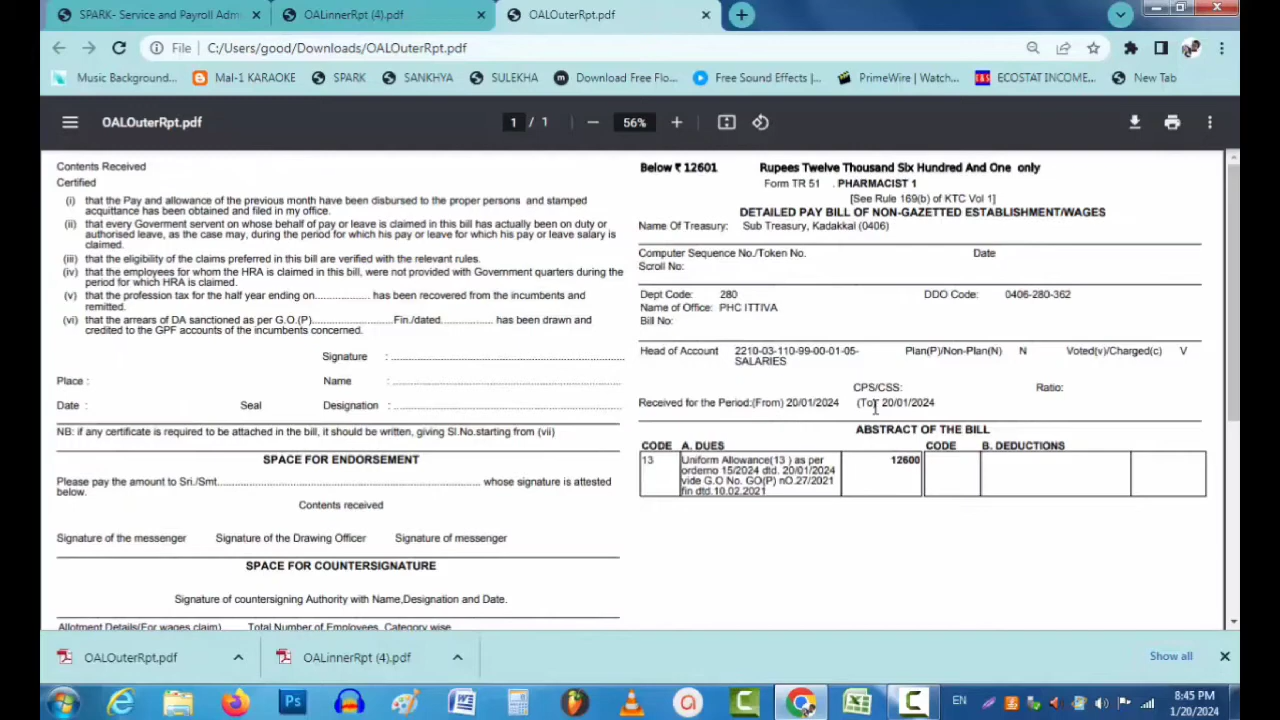 SPARK- Service and Payroll Adm
OALinnerRpt (4).pdf
OALOuterRpt.pdf
File
C:/Users/good/Downloads/OALOuterRpt.pdf
Music Background...
Mal-1 KARAOKE
SPARK
SANKHYA
SULEKHA
Download Free Flo...
Free Sound Effects |...
PrimeWire | Watch...
ECOSTAT INCOME...
New Tab
OALOuterRpt.pdf
1 / 1
56%
Contents Received
Certified
(i) that the Pay and allowance of the previous month have been disbursed to the proper persons and stamped
acquittance has been obtained and filed in my office.
(ii) that every Goverment servent on whose behalf of pay or leave is claimed in this bill has actually been on duty or
authorised leave, as the case may, during the period for which his pay or leave for which his pay or leave salary is
claimed.
(iii) that the eligibility of the claims preferred in this bill are verified with the relevant rules.
(iv) that the employees for whom the HRA is claimed in this bill, were not provided with Government quarters during the
period for which HRA is claimed.
(v) that the profession tax for the half year ending on.................. has been recovered from the incumbents and
remitted.
(vi) that the arrears of DA sanctioned as per G.O.(P)...........................Fin./dated................. has been drawn and
credited to the GPF accounts of the incumbents concerned.
Signature : ..............................................................................
Place : Name : ..............................................................................
Date : Seal Designation : ..............................................................................
NB: if any certificate is required to be attached in the bill, it should be written, giving Sl.No.starting from (vii)
SPACE FOR ENDORSEMENT
Please pay the amount to Sri./Smt.................................................................................... whose signature is attested
below.
Contents received
Signature of the messenger Signature of the Drawing Officer Signature of messenger
SPACE FOR COUNTERSIGNATURE
Signature of countersigning Authority with Name,Designation and Date.
Allotment Details(For wages claim) Total Number of Employees, Category wise
Below ₹ 12601 Rupees Twelve Thousand Six Hundred And One only
Form TR 51 . PHARMACIST 1
[See Rule 169(b) of KTC Vol 1]
DETAILED PAY BILL OF NON-GAZETTED ESTABLISHMENT/WAGES
Name Of Treasury: Sub Treasury, Kadakkal (0406)
Computer Sequence No./Token No. Date
Scroll No:
Dept Code: 280 DDO Code: 0406-280-362
Name of Office: PHC ITTIVA
Bill No:
Head of Account 2210-03-110-99-00-01-05- Plan(P)/Non-Plan(N) N Voted(v)/Charged(c) V
SALARIES
CPS/CSS: Ratio:
Received for the Period:(From) 20/01/2024 (To) 20/01/2024
ABSTRACT OF THE BILL
CODE A. DUES CODE B. DEDUCTIONS
13 Uniform Allowance(13 ) as per 12600
orderno 15/2024 dtd. 20/01/2024
vide G.O No. GO(P) nO.27/2021
fin dtd.10.02.2021
OALOuterRpt.pdf
OALinnerRpt (4).pdf
Show all
Ps
EN
8:45 PM
1/20/2024